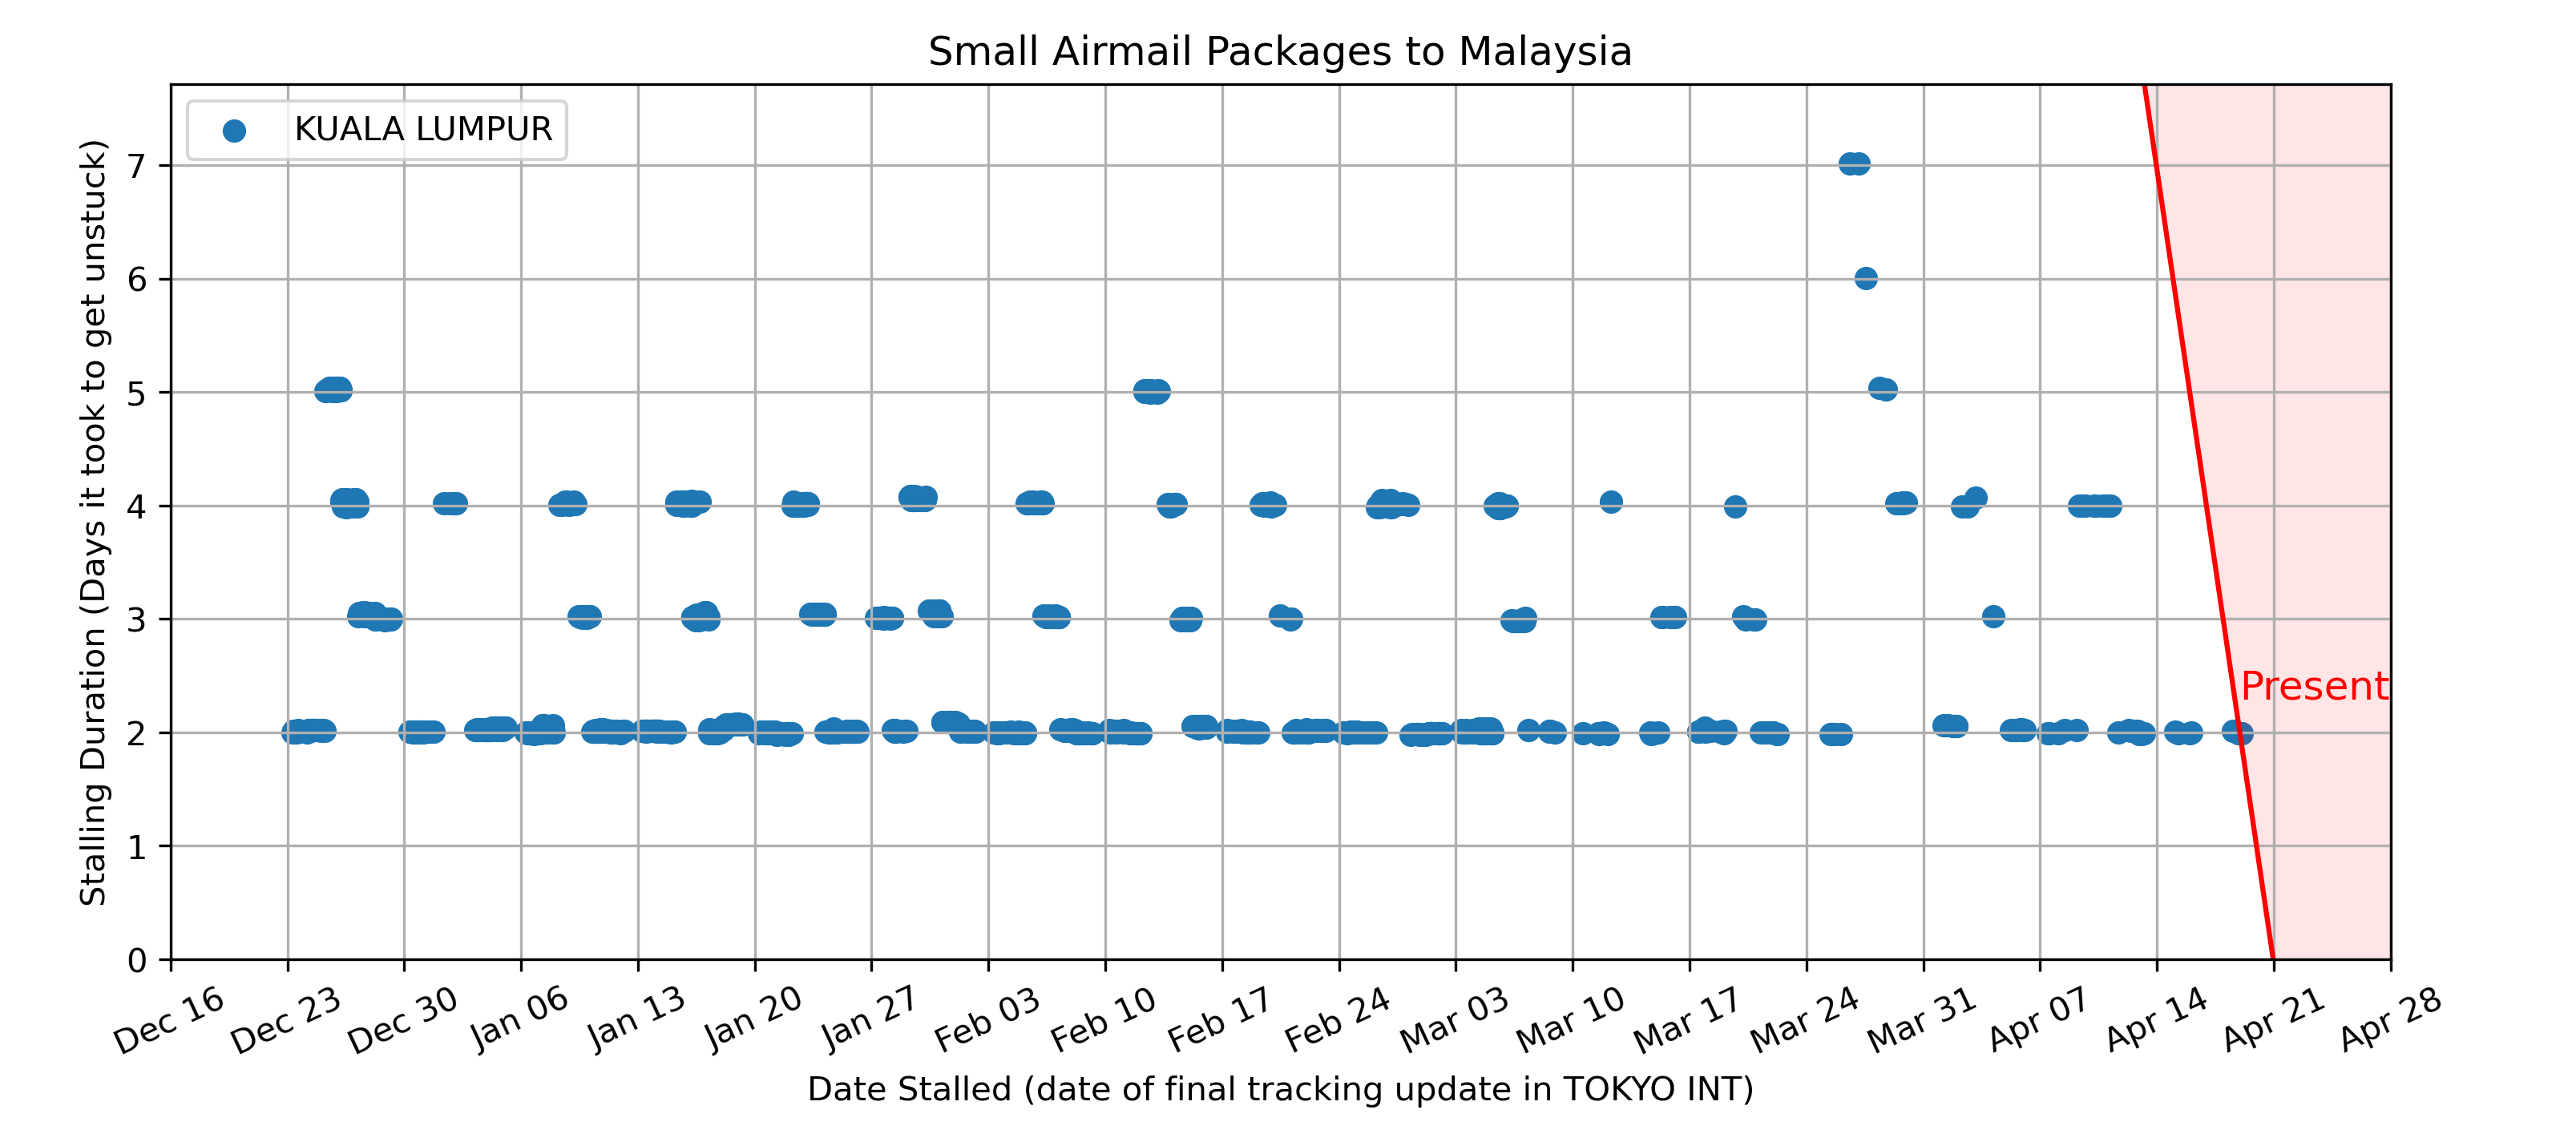 Small Airmail Packages to Malaysia
KUALA LUMPUR
Stalling Duration (Days it took to get unstuck)
7
6
5
4
3
2
1
0
Present
Dec 16 Dec 23 Dec 30 Jan 06 Jan 13 Jan 20 Jan 27 Feb 03 Feb 10 Feb 17 Feb 24 Mar 03 Mar 10 Mar 17 Mar 24 Mar 31 Apr 07 Apr 14 Apr 21 Apr 28
Date Stalled (date of final tracking update in TOKYO INT)